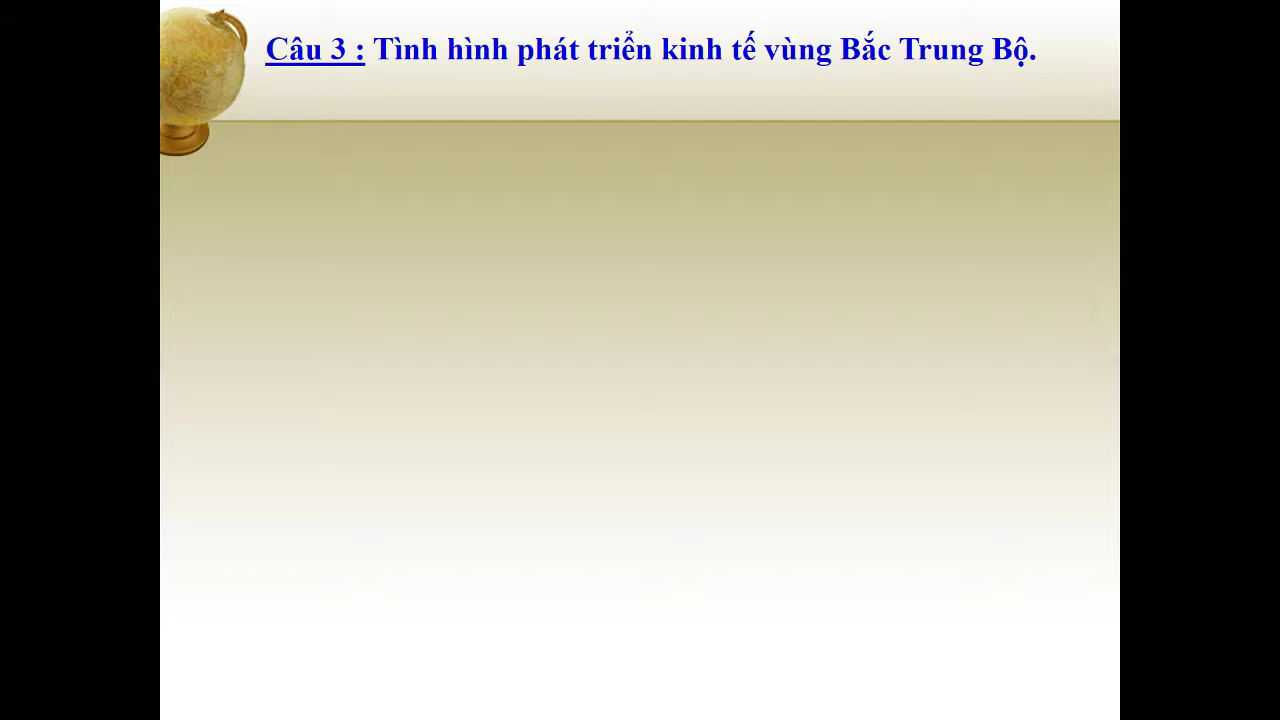 Câu 3 : Tình hình phát triển kinh tế vùng Bắc Trung Bộ.